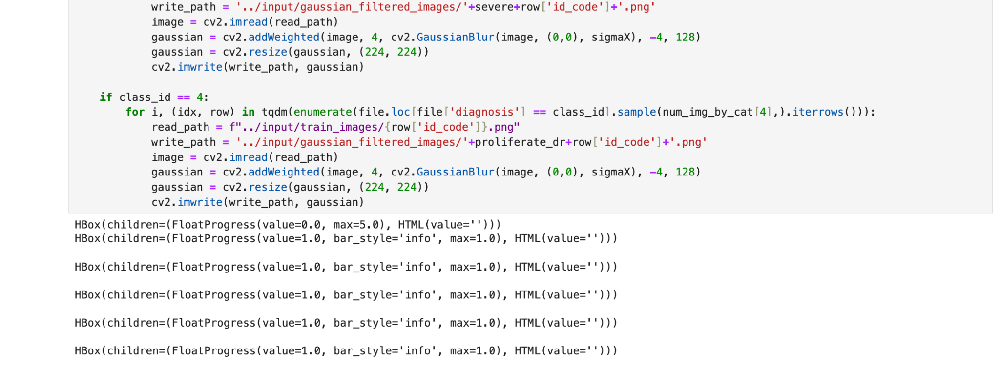 write_path = '../input/gaussian_filtered_images/'+severe+row['id_code']+'.png'
image = cv2.imread(read_path)
gaussian = cv2.addWeighted(image, 4, cv2.GaussianBlur(image, (0,0), sigmaX), -4, 128)
gaussian = cv2.resize(gaussian, (224, 224))
cv2.imwrite(write_path, gaussian)
if class_id == 4:
for i, (idx, row) in tqdm(enumerate(file.loc[file['diagnosis'] == class_id].sample(num_img_by_cat[4],).iterrows())):
read_path = f"../input/train_images/{row['id_code']}.png"
write_path = '../input/gaussian_filtered_images/'+proliferate_dr+row['id_code']+'.png'
image = cv2.imread(read_path)
gaussian = cv2.addWeighted(image, 4, cv2.GaussianBlur(image, (0,0), sigmaX), -4, 128)
gaussian = cv2.resize(gaussian, (224, 224))
cv2.imwrite(write_path, gaussian)
HBox(children=(FloatProgress(value=0.0, max=5.0), HTML(value='')))
HBox(children=(FloatProgress(value=1.0, bar_style='info', max=1.0), HTML(value='')))
HBox(children=(FloatProgress(value=1.0, bar_style='info', max=1.0), HTML(value='')))
HBox(children=(FloatProgress(value=1.0, bar_style='info', max=1.0), HTML(value='')))
HBox(children=(FloatProgress(value=1.0, bar_style='info', max=1.0), HTML(value='')))
HBox(children=(FloatProgress(value=1.0, bar_style='info', max=1.0), HTML(value='')))